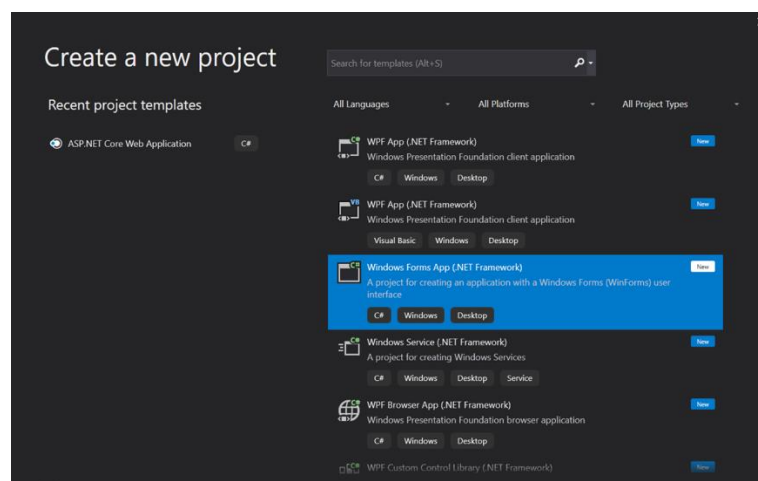 Create a new project
Search for templates (Alt+S)
Recent project templates
All Languages All Platforms All Project Types
ASP.NET Core Web Application C#
WPF App (.NET Framework) New
Windows Presentation Foundation client application
C# Windows Desktop
WPF App (.NET Framework) New
Windows Presentation Foundation client application
Visual Basic Windows Desktop
Windows Forms App (.NET Framework) New
A project for creating an application with a Windows Forms (WinForms) user
interface
C# Windows Desktop
Windows Service (.NET Framework) New
A project for creating Windows Services
C# Windows Desktop Service
WPF Browser App (.NET Framework) New
Windows Presentation Foundation browser application
C# Windows Desktop
WPF Custom Control Library (.NET Framework) New